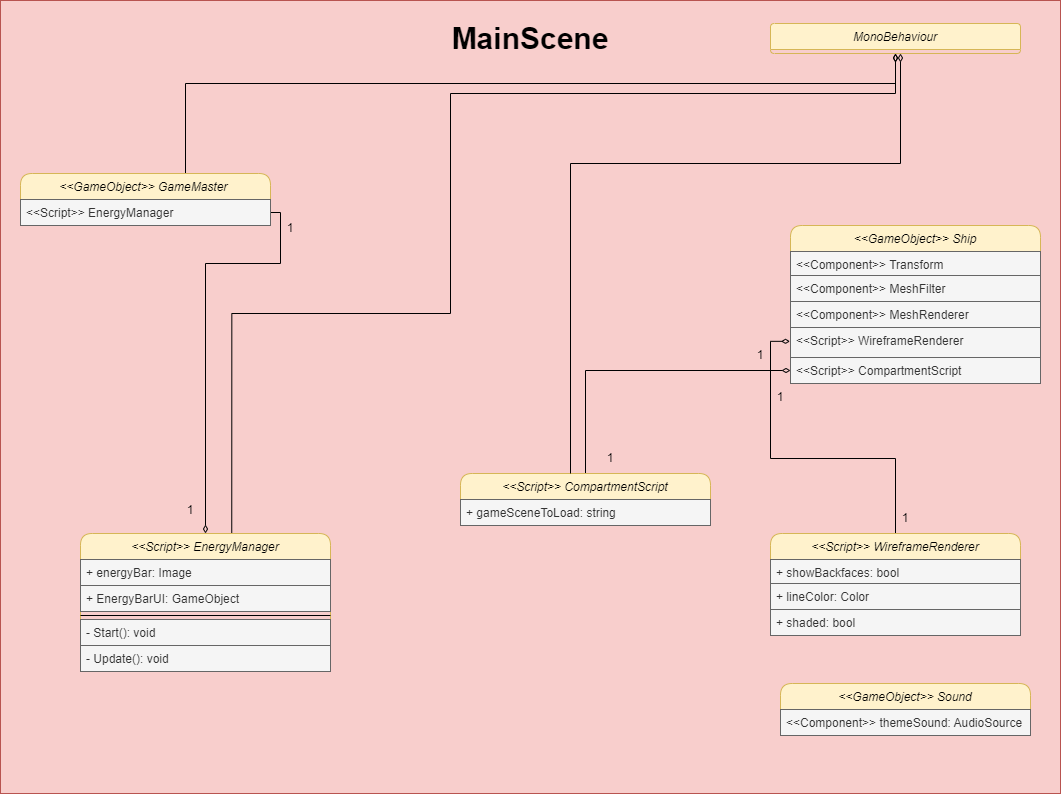 MainScene
MonoBehaviour
<<GameObject>> GameMaster
<<Script>> EnergyManager
1
<<GameObject>> Ship
<<Component>> Transform
<<Component>> MeshFilter
<<Component>> MeshRenderer
<<Script>> WireframeRenderer
1
<<Script>> CompartmentScript
1
1
<<Script>> CompartmentScript
+ gameSceneToLoad: string
1
<<Script>> EnergyManager
+ energyBar: Image
+ EnergyBarUI: GameObject
- Start(): void
- Update(): void
1
<<Script>> WireframeRenderer
+ showBackfaces: bool
+ lineColor: Color
+ shaded: bool
<<GameObject>> Sound
<<Component>> themeSound: AudioSource